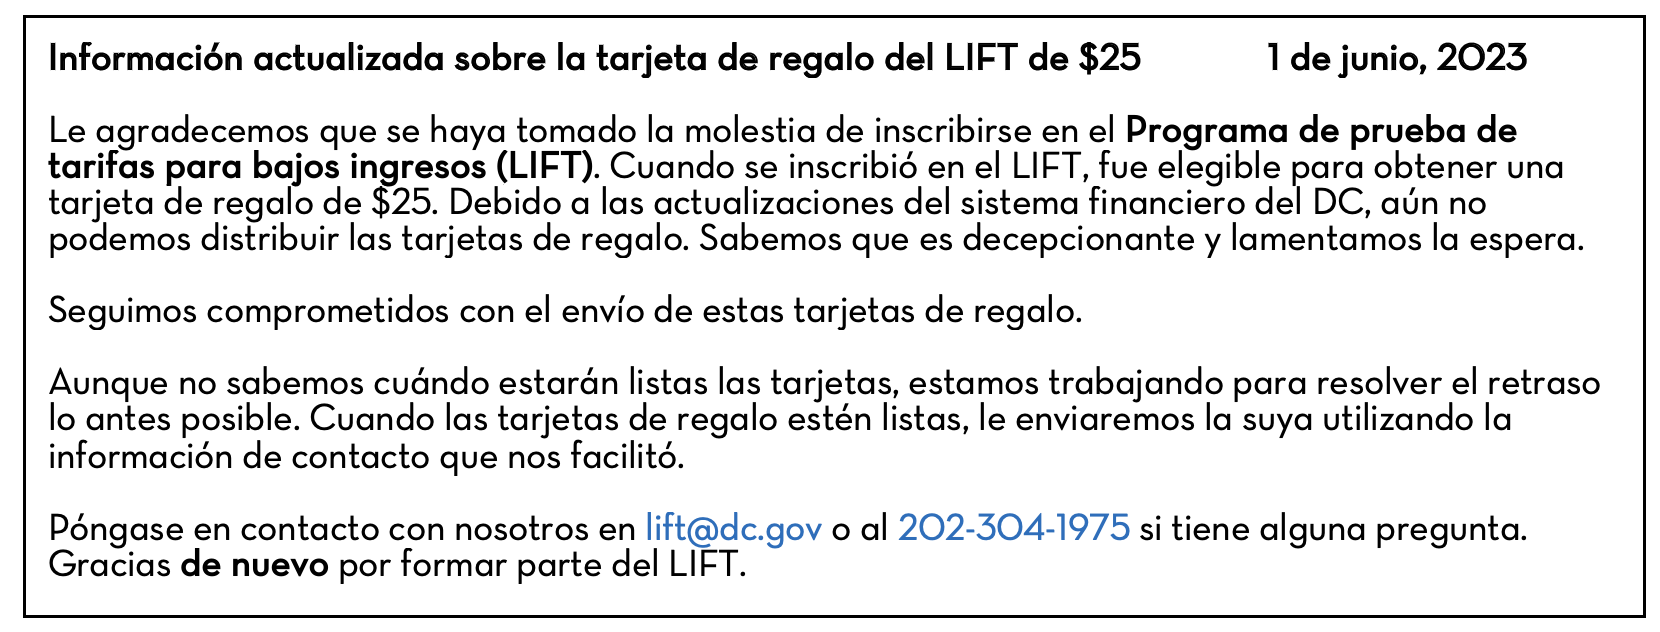 Información actualizada sobre la tarjeta de regalo del LIFT de $25 1 de junio, 2023
Le agradecemos que se haya tomado la molestia de inscribirse en el Programa de prueba de
tarifas para bajos ingresos (LIFT). Cuando se inscribió en el LIFT, fue elegible para obtener una
tarjeta de regalo de $25. Debido a las actualizaciones del sistema financiero del DC, aún no
podemos distribuir las tarjetas de regalo. Sabemos que es decepcionante y lamentamos la espera.
Seguimos comprometidos con el envío de estas tarjetas de regalo.
Aunque no sabemos cuándo estarán listas las tarjetas, estamos trabajando para resolver el retraso
lo antes posible. Cuando las tarjetas de regalo estén listas, le enviaremos la suya utilizando la
información de contacto que nos facilitó.
Póngase en contacto con nosotros en lift@dc.gov o al 202-304-1975 si tiene alguna pregunta.
Gracias de nuevo por formar parte del LIFT.